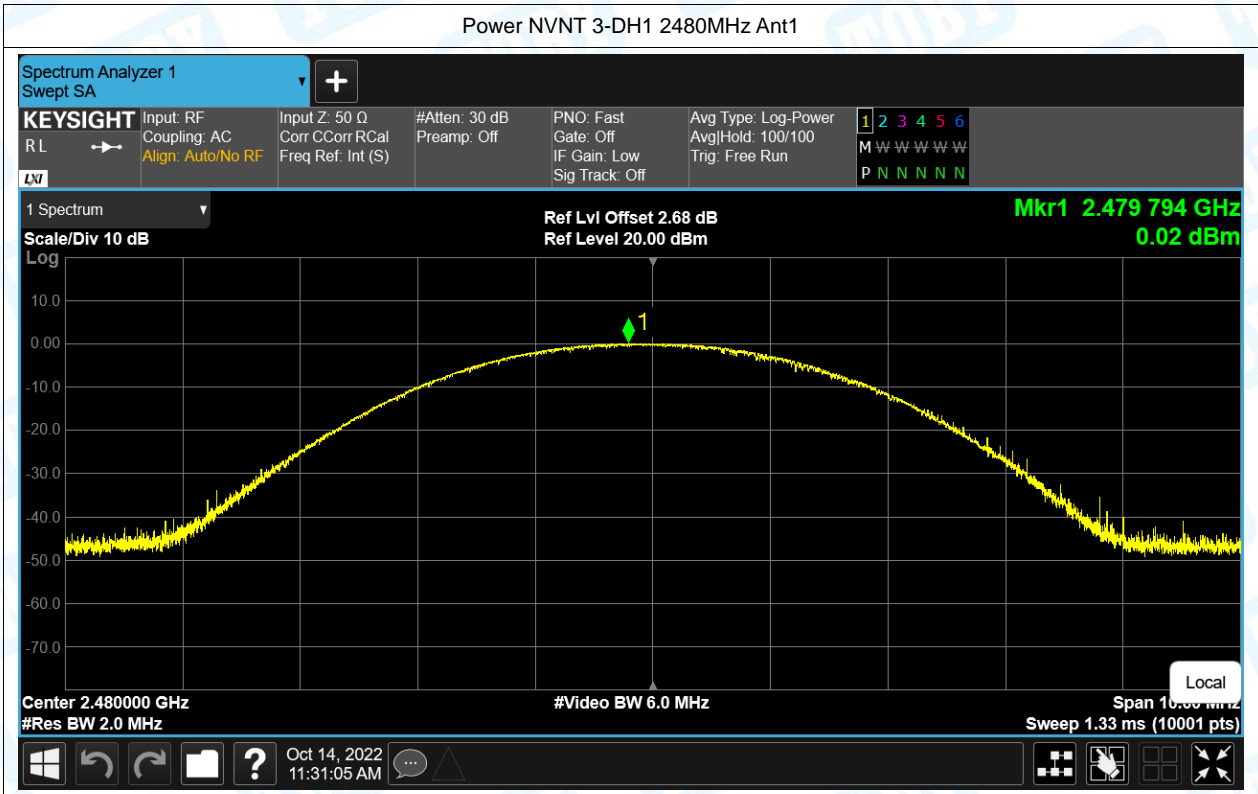 Power NVNT 3-DH1 2480MHz Ant1
Spectrum Analyzer 1
Swept SA
+
KEYSIGHT
R L
LXI
Input: RF
Coupling: AC
Align: Auto/No RF
Input Z: 50 Ω
Corr CCorr RCal
Freq Ref: Int (S)
#Atten: 30 dB
Preamp: Off
PNO: Fast
Gate: Off
IF Gain: Low
Sig Track: Off
Avg Type: Log-Power
Avg|Hold: 100/100
Trig: Free Run
1 2 3 4 5 6
M W W W W W
P N N N N N
1 Spectrum
Scale/Div 10 dB
Ref Lvl Offset 2.68 dB
Ref Level 20.00 dBm
Mkr1 2.479 794 GHz
0.02 dBm
Log
10.0
0.00
-10.0
-20.0
-30.0
-40.0
-50.0
-60.0
-70.0
1
Local
Center 2.480000 GHz
#Video BW 6.0 MHz
Span 10.00 MHz
#Res BW 2.0 MHz
Sweep 1.33 ms (10001 pts)
?
Oct 14, 2022
11:31:05 AM